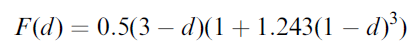 F(d) = 0.5(3 − d)(1 + 1.243(1 − d)³)